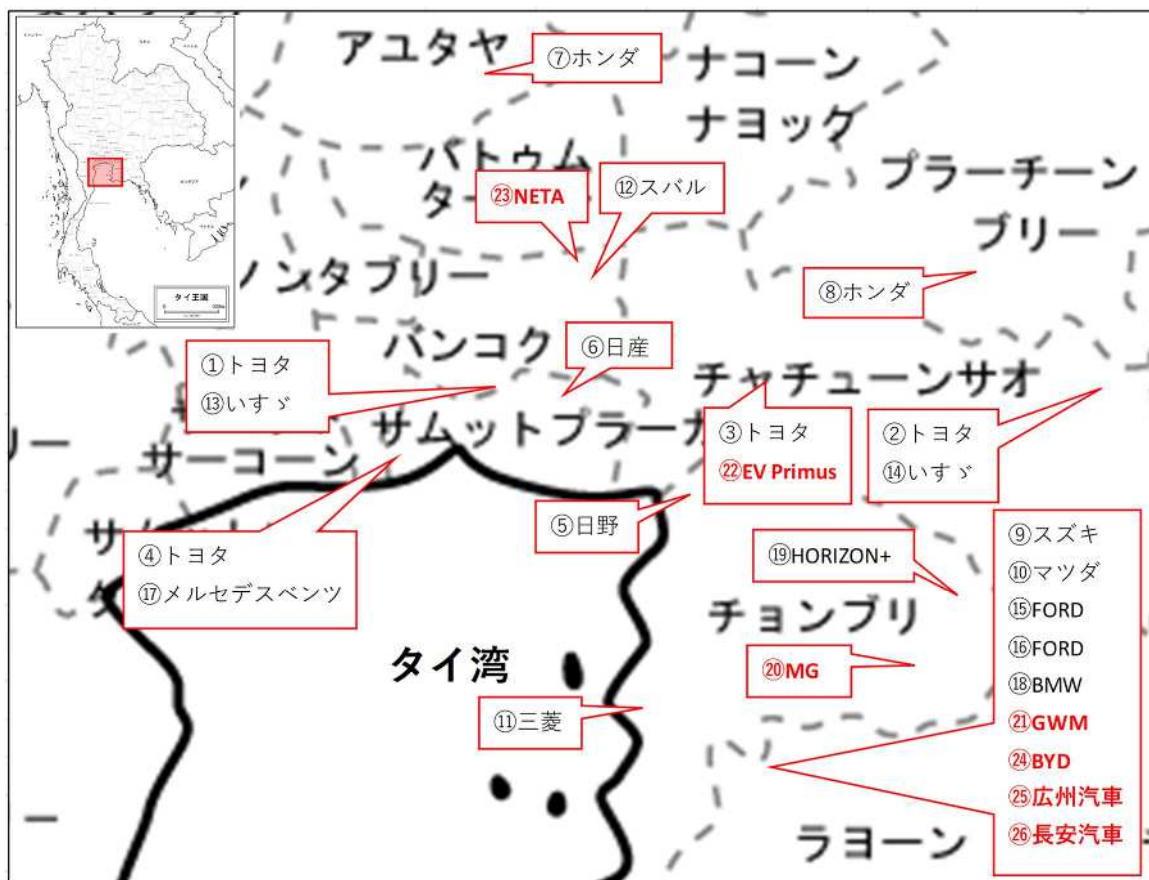 タイ王国
アユタヤ
⑦ホンダ
ナコーン
ナヨッグ
パトゥム
ター
㉓NETA
⑫スバル
プラーチーン
ブリー
ノンタブリー
⑧ホンダ
バンコク
⑥日産
①トヨタ
⑬いすゞ
チャチューンサオ
サムットプラーカ
③トヨタ
㉒EV Primus
②トヨタ
⑭いすゞ
リー
サーコーン
⑤日野
④トヨタ
⑰メルセデスベンツ
⑲HORIZON+
⑨スズキ
⑩マツダ
⑮FORD
⑯FORD
⑱BMW
㉑GWM
㉔BYD
㉕広州汽車
㉖長安汽車
チョンブリ
⑳MG
タイ湾
⑪三菱
ラヨーン